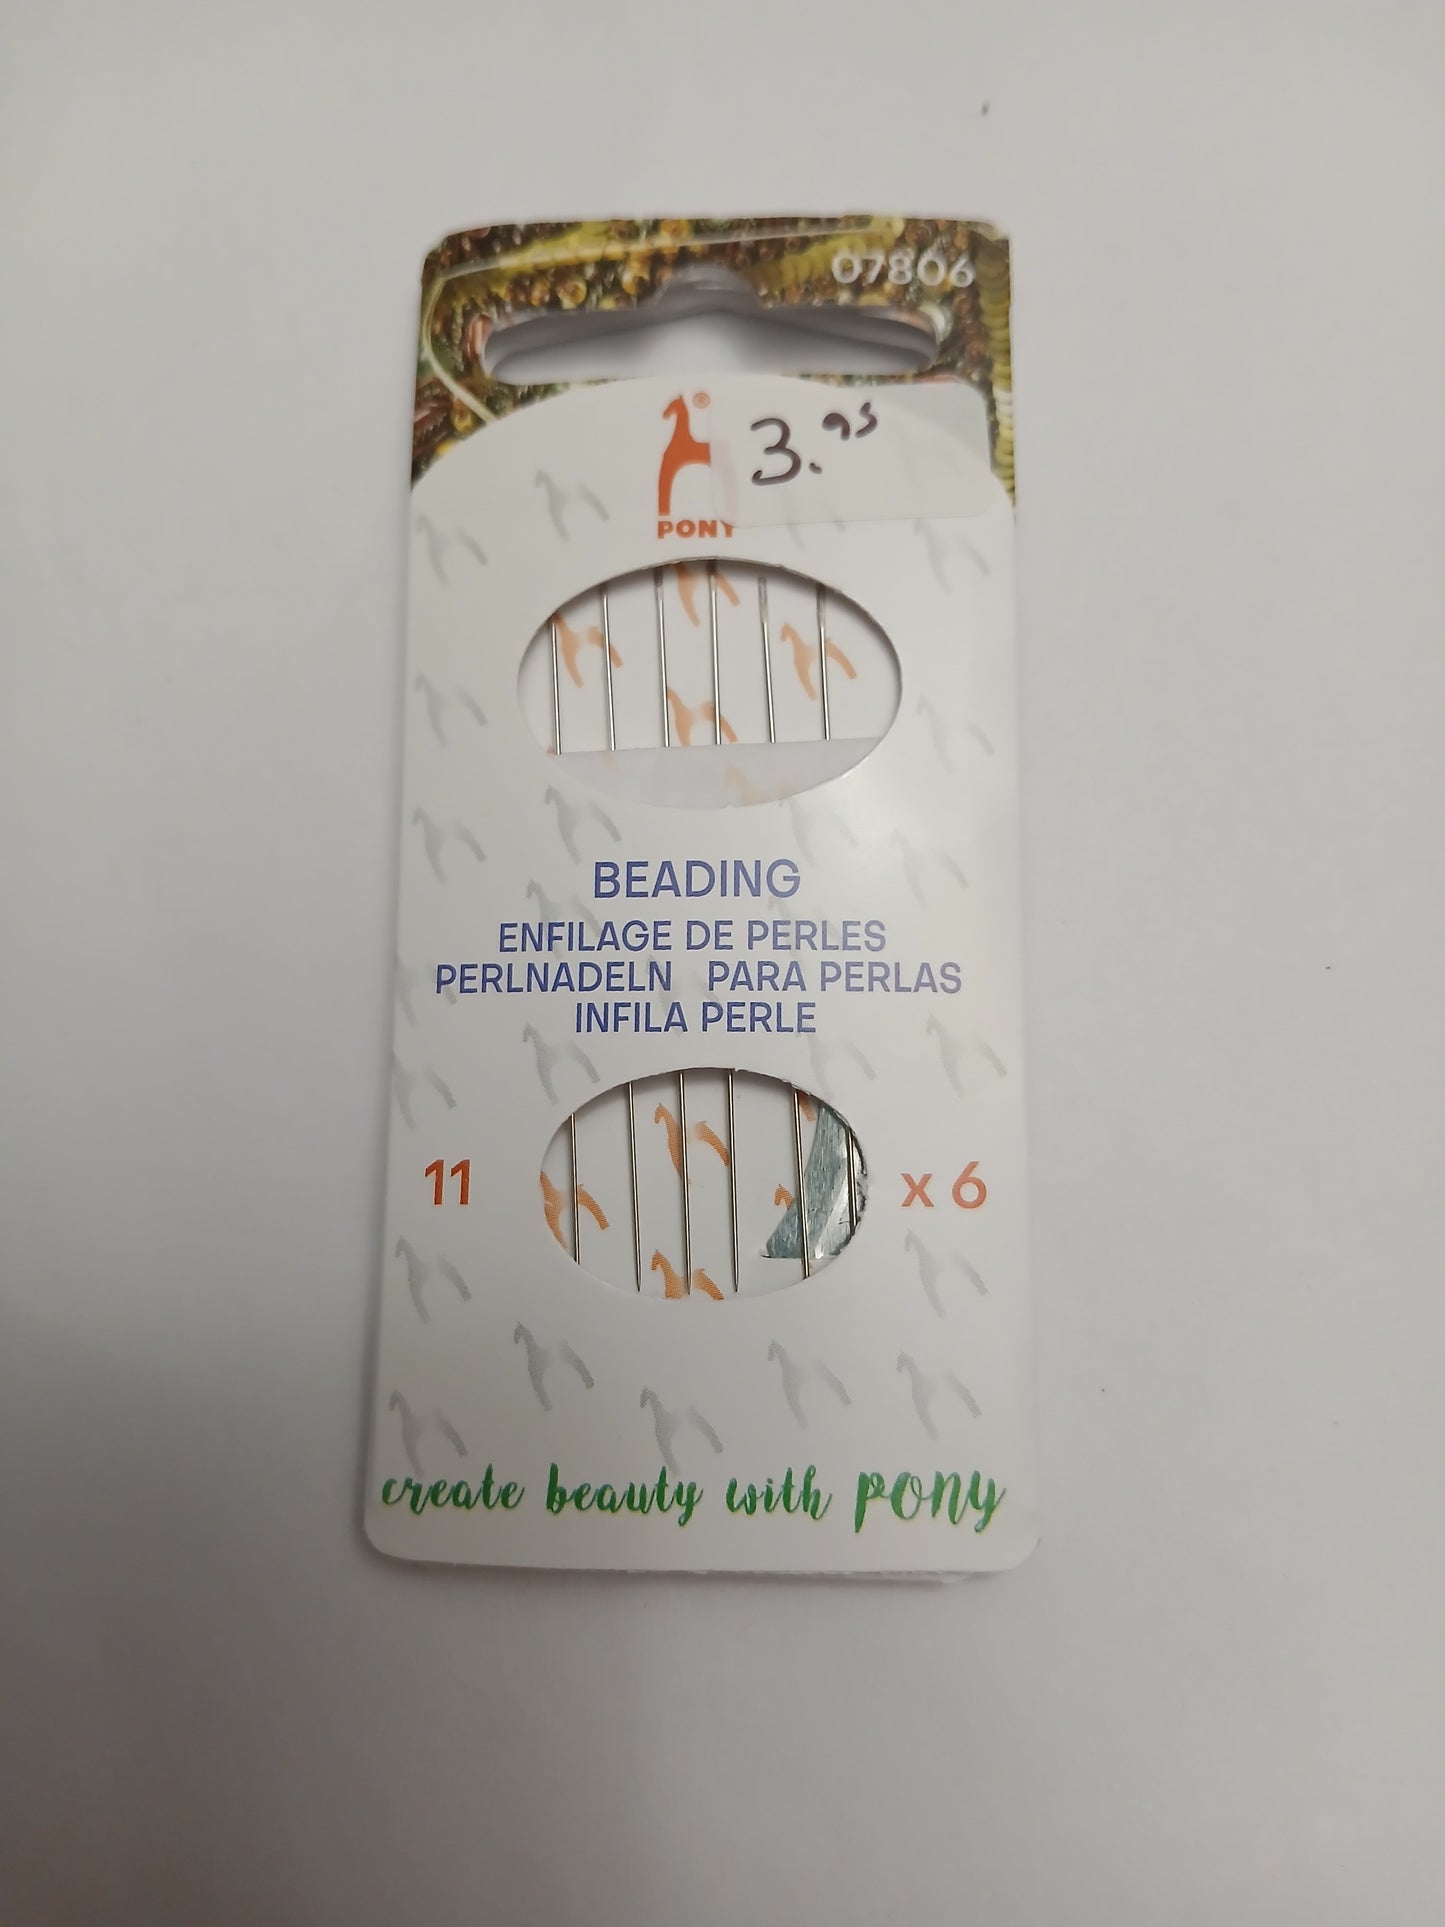 07806
®
3.95
PONY
BEADING
ENFILAGE DE PERLES
PERLNADELN PARA PERLAS
INFILA PERLE
11 x 6
create beauty with PONY